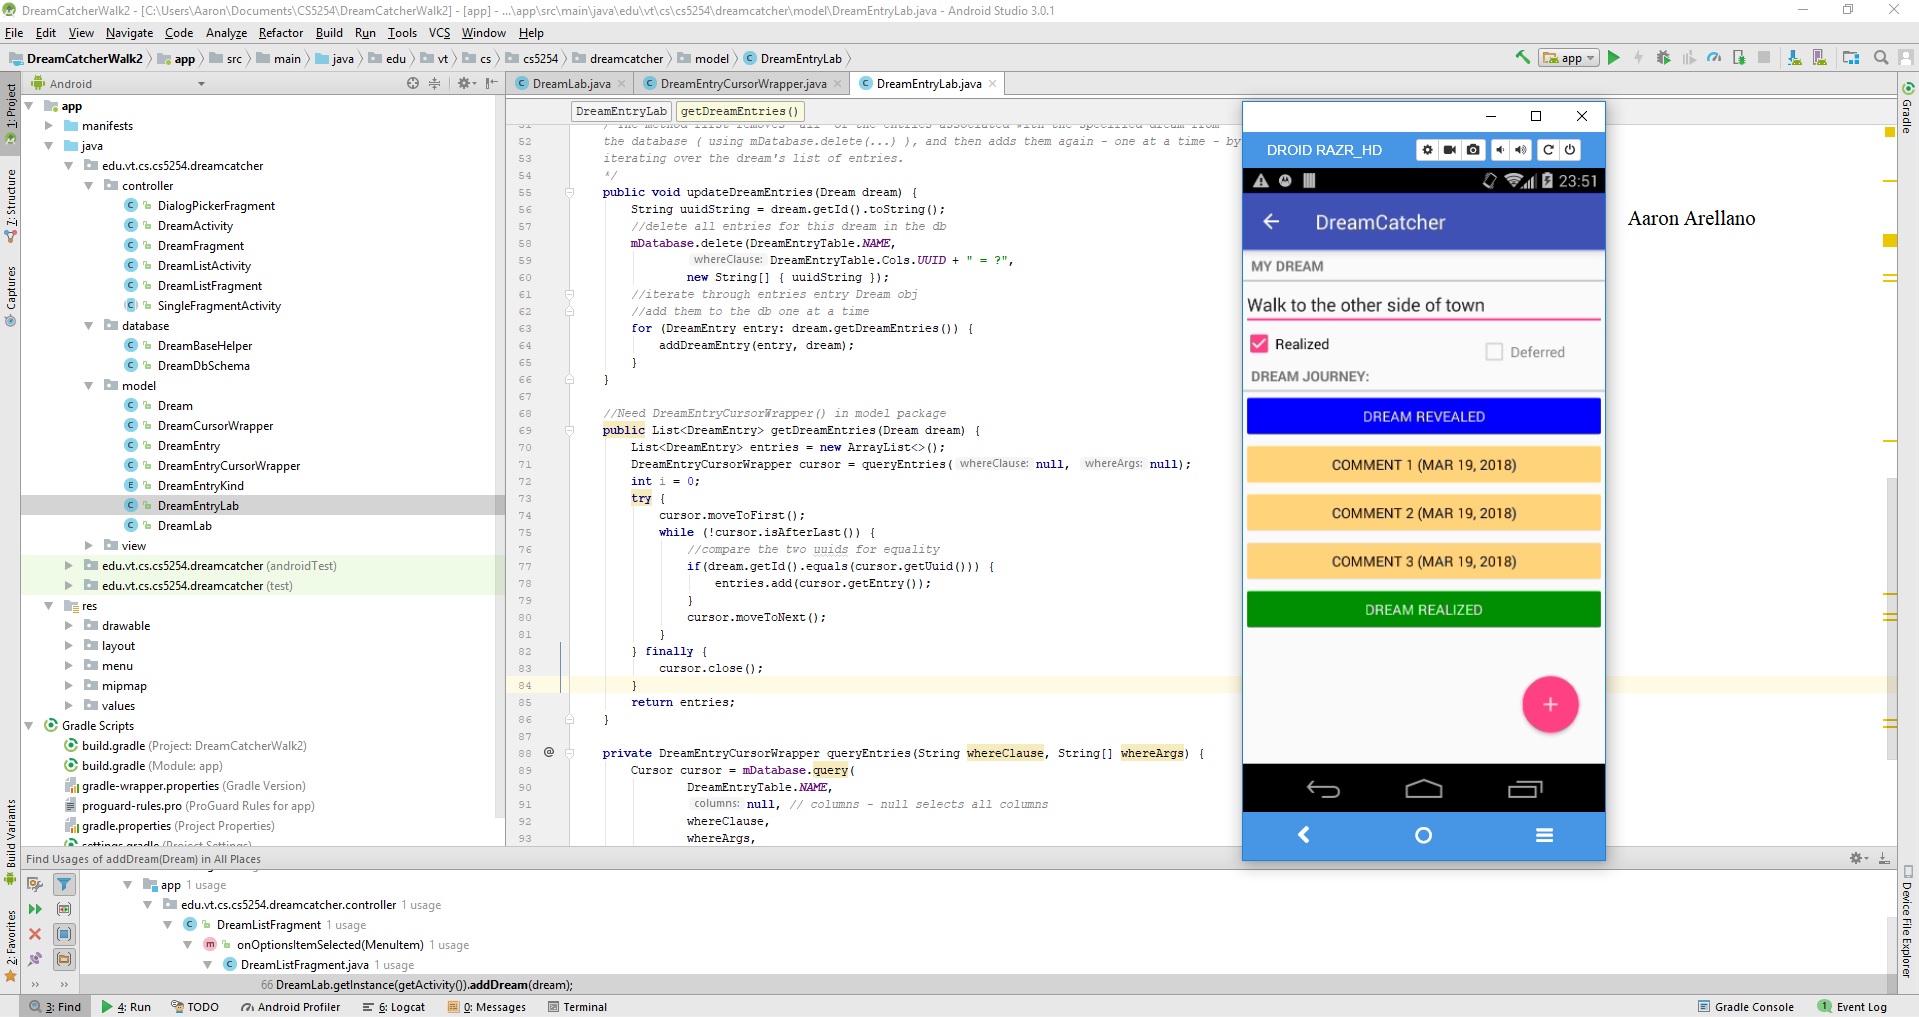 DreamCatcherWalk2 - [C:\Users\Aaron\Documents\CS5254\DreamCatcherWalk2] - [app] - ...\app\src\main\java\edu\vt\cs\cs5254\dreamcatcher\model\DreamEntryLab.java - Android Studio 3.0.1
File Edit View Navigate Code Analyze Refactor Build Run Tools VCS Window Help
DreamCatcherWalk2 app src main java edu vt cs cs5254 dreamcatcher model DreamEntryLab app
Android
DreamLab.java DreamEntryCursorWrapper.java DreamEntryLab.java
1: Project
Z: Structure
Captures
Build Variants
2: Favorites
app
manifests
java
edu.vt.cs.cs5254.dreamcatcher
controller
DialogPickerFragment
DreamActivity
DreamFragment
DreamListActivity
DreamListFragment
SingleFragmentActivity
database
DreamBaseHelper
DreamDbSchema
model
Dream
DreamCursorWrapper
DreamEntry
DreamEntryCursorWrapper
DreamEntryKind
DreamEntryLab
DreamLab
view
edu.vt.cs.cs5254.dreamcatcher (androidTest)
edu.vt.cs.cs5254.dreamcatcher (test)
res
drawable
layout
menu
mipmap
values
Gradle Scripts
build.gradle (Project: DreamCatcherWalk2)
build.gradle (Module: app)
gradle-wrapper.properties (Gradle Version)
proguard-rules.pro (ProGuard Rules for app)
gradle.properties (Project Properties)
settings.gradle (Project Settings)
DreamEntryLab getDreamEntries()
51 / The method first removes *all* of the entries associated with the specified dream from
52 the database ( using mDatabase.delete(...) ), and then adds them again - one at a time - by
53 iterating over the dream's list of entries.
54 */
55 public void updateDreamEntries(Dream dream) {
56 String uuidString = dream.getId().toString();
57 //delete all entries for this dream in the db
58 mDatabase.delete(DreamEntryTable.NAME,
59 whereClause: DreamEntryTable.Cols.UUID + " = ?",
60 new String[] { uuidString });
61 //iterate through entries entry Dream obj
62 //add them to the db one at a time
63 for (DreamEntry entry: dream.getDreamEntries()) {
64 addDreamEntry(entry, dream);
65 }
66 }
67
68 //Need DreamEntryCursorWrapper() in model package
69 public List<DreamEntry> getDreamEntries(Dream dream) {
70 List<DreamEntry> entries = new ArrayList<>();
71 DreamEntryCursorWrapper cursor = queryEntries( whereClause: null, whereArgs: null);
72 int i = 0;
73 try {
74 cursor.moveToFirst();
75 while (!cursor.isAfterLast()) {
76 //compare the two uuids for equality
77 if(dream.getId().equals(cursor.getUuid())) {
78 entries.add(cursor.getEntry());
79 }
80 cursor.moveToNext();
81 }
82 } finally {
83 cursor.close();
84 }
85 return entries;
86 }
87
88 @ private DreamEntryCursorWrapper queryEntries(String whereClause, String[] whereArgs) {
89 Cursor cursor = mDatabase.query(
90 DreamEntryTable.NAME,
91 columns: null, // columns - null selects all columns
92 whereClause,
93 whereArgs,
DROID RAZR_HD
23:51
DreamCatcher
MY DREAM
Walk to the other side of town
Realized Deferred
DREAM JOURNEY:
DREAM REVEALED
COMMENT 1 (MAR 19, 2018)
COMMENT 2 (MAR 19, 2018)
COMMENT 3 (MAR 19, 2018)
DREAM REALIZED
+
Aaron Arellano
Gradle
Device File Explorer
Find Usages of addDream(Dream) in All Places
app 1 usage
edu.vt.cs.cs5254.dreamcatcher.controller 1 usage
DreamListFragment 1 usage
onOptionsItemSelected(MenuItem) 1 usage
DreamListFragment.java 1 usage
66 DreamLab.getInstance(getActivity()).addDream(dream);
3: Find 4: Run TODO Android Profiler 6: Logcat 0: Messages Terminal Gradle Console 1 Event Log